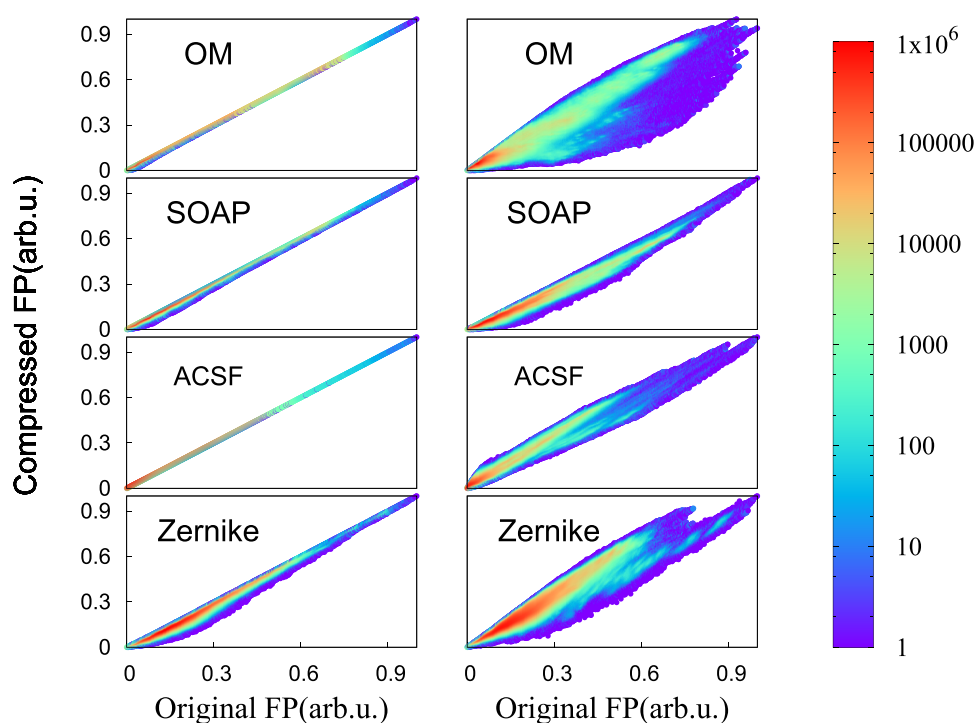 0.9 OM OM 1x10^6
0.6
0.3 100000
0
0.9 SOAP SOAP
0.6 10000
0.3
0
Compressed FP(arb.u.)
0.9 ACSF ACSF 1000
0.6
0.3 100
0
0.9 Zernike Zernike
0.6 10
0.3
0 1
0 0.3 0.6 0.9 0 0.3 0.6 0.9
Original FP(arb.u.) Original FP(arb.u.)